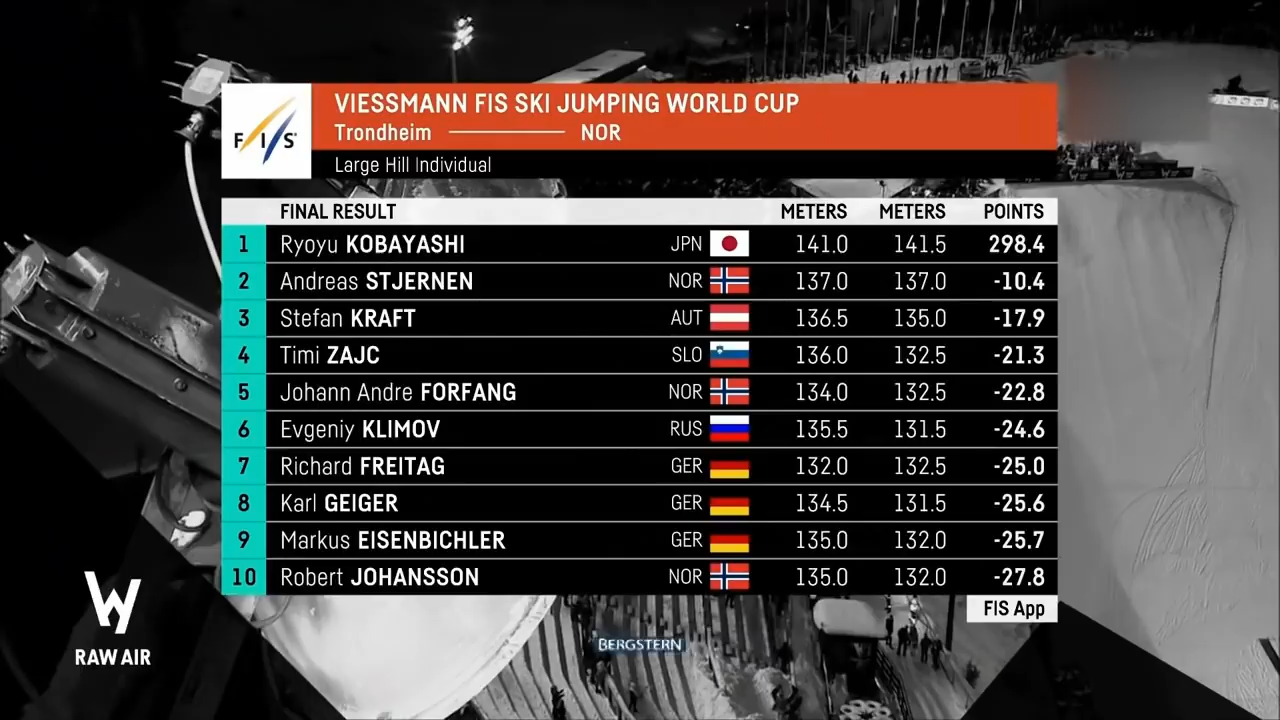 FIS
VIESSMANN FIS SKI JUMPING WORLD CUP
Trondheim NOR
Large Hill Individual
FINAL RESULT METERS METERS POINTS
1 Ryoyu KOBAYASHI JPN 141.0 141.5 298.4
2 Andreas STJERNEN NOR 137.0 137.0 -10.4
3 Stefan KRAFT AUT 136.5 135.0 -17.9
4 Timi ZAJC SLO 136.0 132.5 -21.3
5 Johann Andre FORFANG NOR 134.0 132.5 -22.8
6 Evgeniy KLIMOV RUS 135.5 131.5 -24.6
7 Richard FREITAG GER 132.0 132.5 -25.0
8 Karl GEIGER GER 134.5 131.5 -25.6
9 Markus EISENBICHLER GER 135.0 132.0 -25.7
10 Robert JOHANSSON NOR 135.0 132.0 -27.8
FIS App
RAW AIR
BERGSTERN